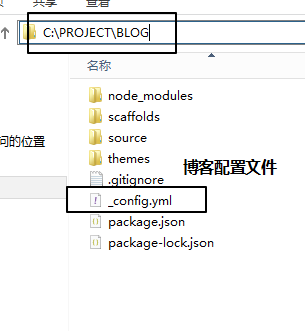 共享
查看
C:\PROJECT\BLOG
名称
node_modules
scaffolds
问的位置
source
themes
博客配置文件
.gitignore
_config.yml
package.json
package-lock.json